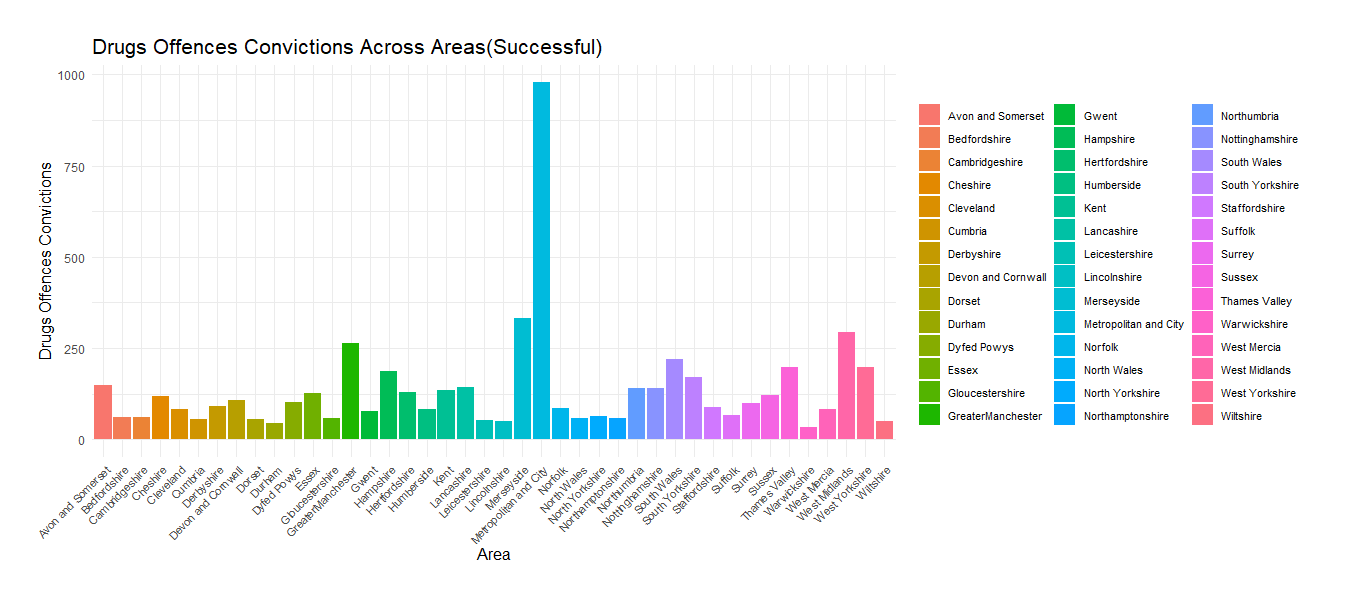 Drugs Offences Convictions Across Areas(Successful)
Drugs Offences Convictions
1000
750
500
250
0
Avon and Somerset
Bedfordshire
Cambridgeshire
Cheshire
Cleveland
Cumbria
Derbyshire
Devon and Cornwall
Dorset
Durham
Dyfed Powys
Essex
Gloucestershire
GreaterManchester
Gwent
Hampshire
Hertfordshire
Humberside
Kent
Lancashire
Leicestershire
Lincolnshire
Merseyside
Metropolitan and City
Norfolk
North Wales
North Yorkshire
Northamptonshire
Northumbria
Nottinghamshire
South Wales
South Yorkshire
Staffordshire
Suffolk
Surrey
Sussex
Thames Valley
Warwickshire
West Mercia
West Midlands
West Yorkshire
Wiltshire
Area
Avon and Somerset
Bedfordshire
Cambridgeshire
Cheshire
Cleveland
Cumbria
Derbyshire
Devon and Cornwall
Dorset
Durham
Dyfed Powys
Essex
Gloucestershire
GreaterManchester
Gwent
Hampshire
Hertfordshire
Humberside
Kent
Lancashire
Leicestershire
Lincolnshire
Merseyside
Metropolitan and City
Norfolk
North Wales
North Yorkshire
Northamptonshire
Northumbria
Nottinghamshire
South Wales
South Yorkshire
Staffordshire
Suffolk
Surrey
Sussex
Thames Valley
Warwickshire
West Mercia
West Midlands
West Yorkshire
Wiltshire